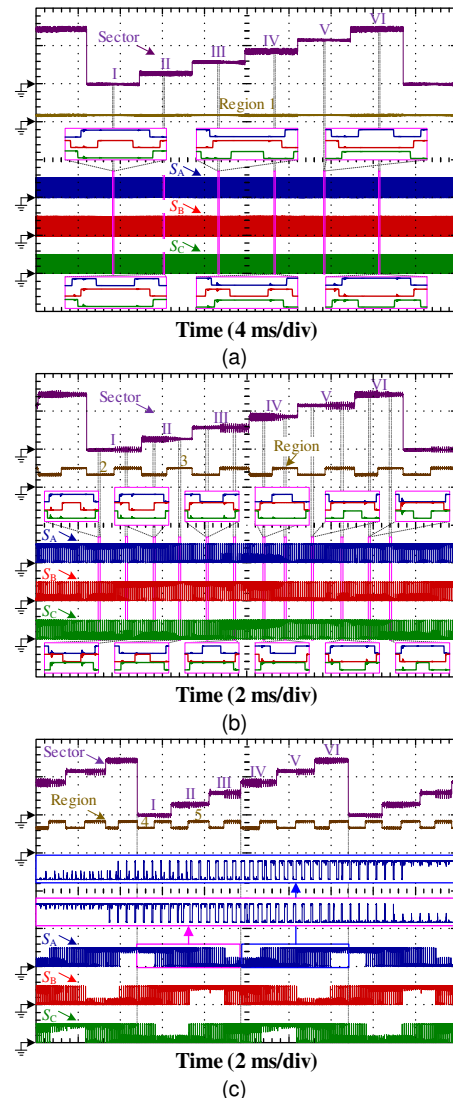 Sector
I
II
III
IV
V
VI
Region 1
SA
SB
SC
Time (4 ms/div)
(a)
Sector
I
II
III
IV
V
VI
2
3
Region
SA
SB
SC
Time (2 ms/div)
(b)
Sector
I
II
III
IV
V
VI
Region
4
5
SA
SB
SC
Time (2 ms/div)
(c)